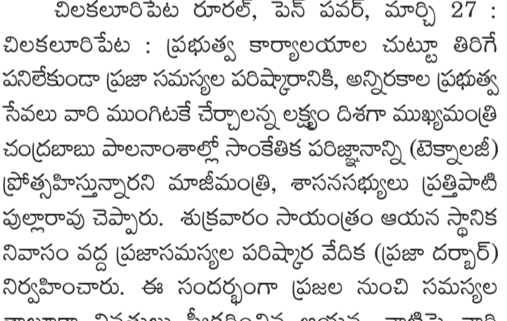 చిలకలూరిపేట రూరల్, పెన్ పవర్, మార్చి 27 :
చిలకలూరిపేట : ప్రభుత్వ కార్యాలయాల చుట్టూ తిరిగే
పనిలేకుండా ప్రజా సమస్యల పరిష్కారానికి, అన్నిరకాల ప్రభుత్వ
సేవలు వారి ముంగిటకే చేర్చాలన్న లక్ష్యం దిశగా ముఖ్యమంత్రి
చంద్రబాబు పాలనాంశాల్లో సాంకేతిక పరిజ్ఞానాన్ని (టెక్నాలజీ)
ప్రోత్సహిస్తున్నారని మాజీమంత్రి, శాసనసభ్యులు ప్రత్తిపాటి
పుల్లారావు చెప్పారు. శుక్రవారం సాయంత్రం ఆయన స్థానిక
నివాసం వద్ద ప్రజాసమస్యల పరిష్కార వేదిక (ప్రజా దర్బార్)
నిర్వహించారు. ఈ సందర్భంగా ప్రజల నుంచి సమస్యల